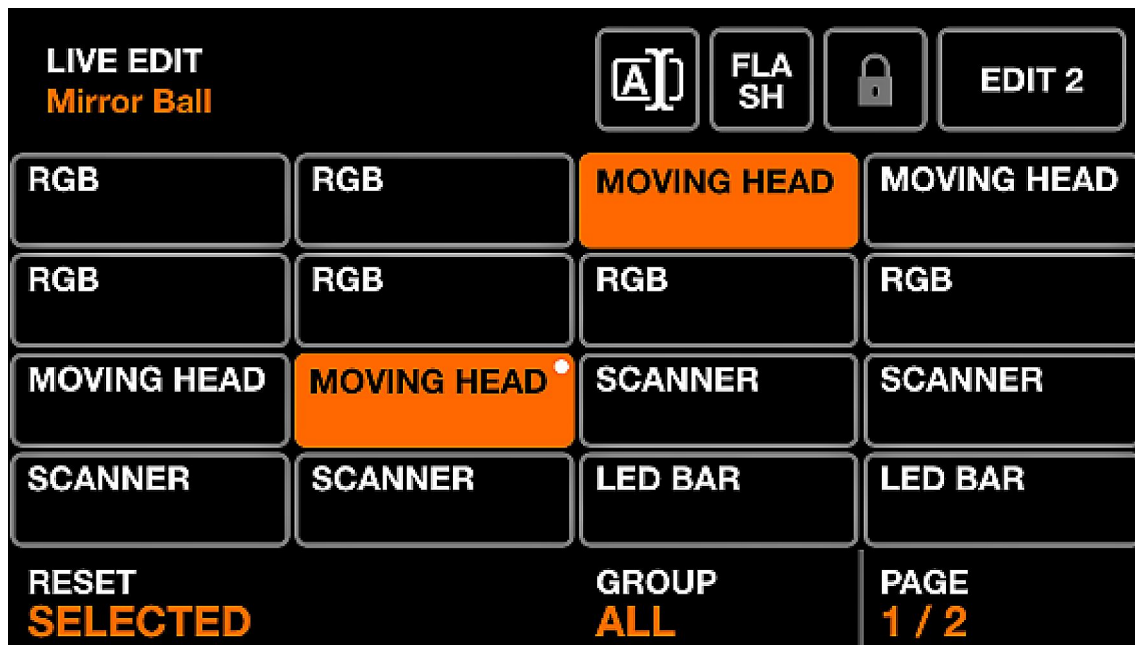 LIVE EDIT
Mirror Ball
A
FLA
SH
EDIT 2
RGB
RGB
MOVING HEAD
MOVING HEAD
RGB
RGB
RGB
RGB
MOVING HEAD
MOVING HEAD
SCANNER
SCANNER
SCANNER
SCANNER
LED BAR
LED BAR
RESET
SELECTED
GROUP
ALL
PAGE
1 / 2